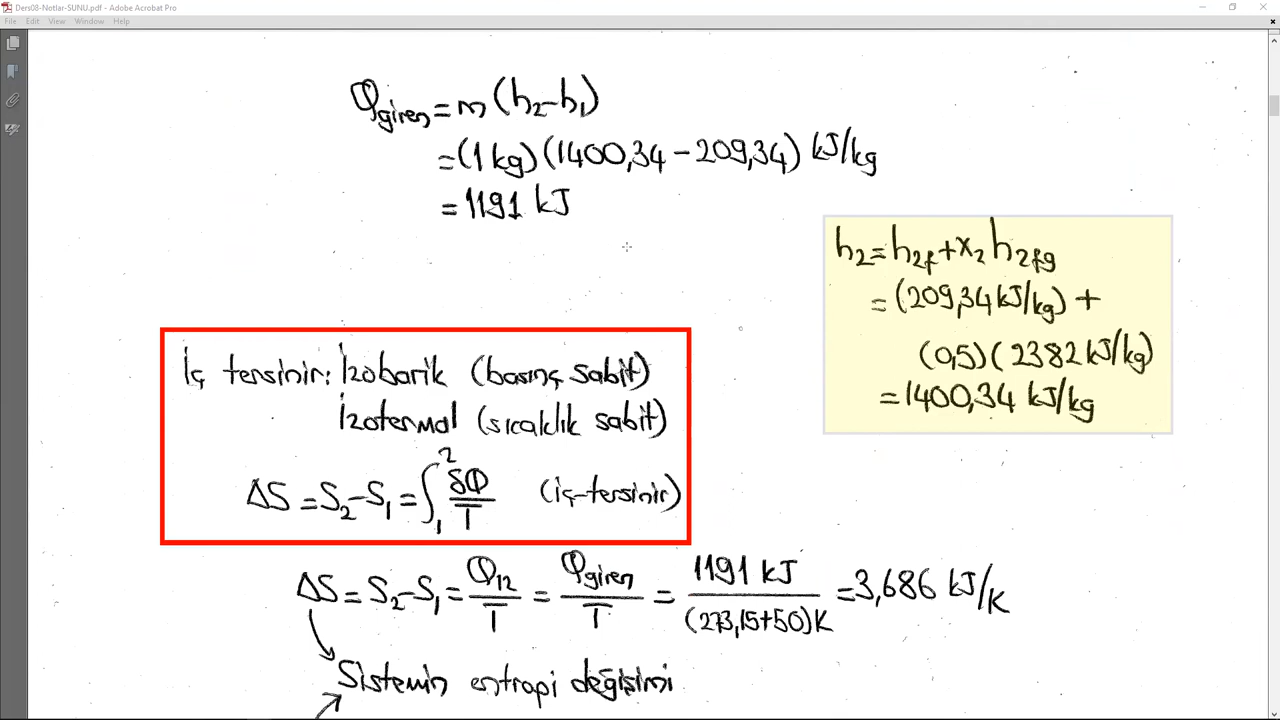 Ders08-Notlar-SUNU.pdf - Adobe Acrobat Pro
File Edit View Window Help
Qgiren = m (h2-h1)
= (1 kg) (1400,34 - 209,34) kJ/kg
= 1191 kJ
h2 = h2f + x2 h2fg
= (209,34 kJ/kg) +
(0,5) (2382 kJ/kg)
= 1400,34 kJ/kg
İç tersinir: İzobarik (basınç sabit)
İzotermal (sıcaklık sabit)
ΔS = S2-S1 = ∫₁² δQ/T (iç-tersinir)
ΔS = S2-S1 = Q12/T = Qgiren/T = 1191 kJ/(273,15+50)K = 3,686 kJ/K
Sistemin entropi değişimi